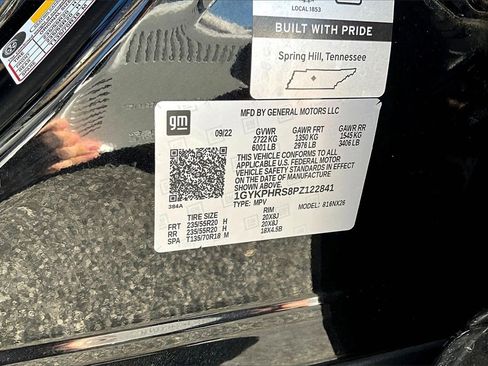 LOCAL 1853
BUILT WITH PRIDE
Spring Hill, Tennessee
gm
MFD BY GENERAL MOTORS LLC
09/22 GVWR GAWR FRT GAWR RR
2722 KG 1350 KG 1545 KG
6001 LB 2976 LB 3406 LB
THIS VEHICLE CONFORMS TO ALL
APPLICABLE U.S. FEDERAL MOTOR
VEHICLE SAFETY STANDARDS IN EFFECT
ON THE DATE OF MANUFACTURE
SHOWN ABOVE.
1GYKPHRS8PZ122841
TYPE: MPV MODEL: 816NX26
384A
TIRE SIZE RIM
FRT 235/55R20 H 20X8J
RR 235/55R20 H 20X8J
SPA T135/70R18 M 18X4.5B